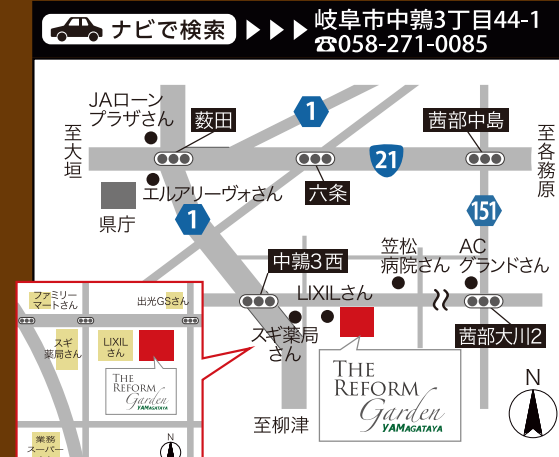 ナビで検索
岐阜市中鶉3丁目44-1
☎058-271-0085
JAローン
プラザさん
薮田
1
茜部中島
至大垣
21
至各務原
エルアリーヴォさん
六条
県庁
1
151
中鶉3西
笠松
病院さん
AC
グランドさん
LIXILさん
スギ薬局
さん
茜部大川2
THE
REFORM
Garden
YAMAGATAYA
至柳津
N
ファミリー
マートさん
出光GSさん
スギ
薬局さん
LIXIL
さん
THE
REFORM
Garden
YAMAGATAYA
業務
スーパー
N